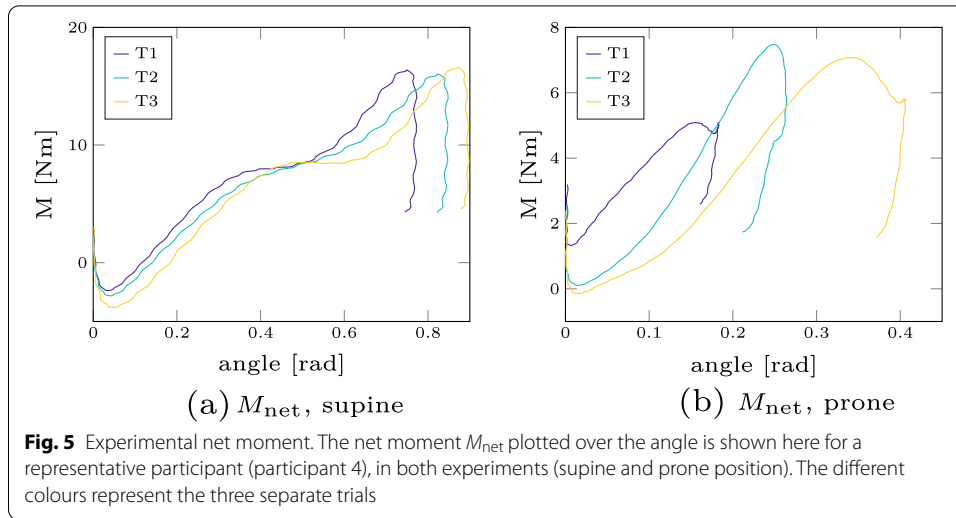 20
10
0
M [Nm]
T1
T2
T3
0 0.2 0.4 0.6 0.8
angle [rad]
(a) Mnet, supine
8
6
4
2
0
M [Nm]
T1
T2
T3
0 0.1 0.2 0.3 0.4
angle [rad]
(b) Mnet, prone
Fig. 5 Experimental net moment. The net moment Mnet plotted over the angle is shown here for a
representative participant (participant 4), in both experiments (supine and prone position). The different
colours represent the three separate trials